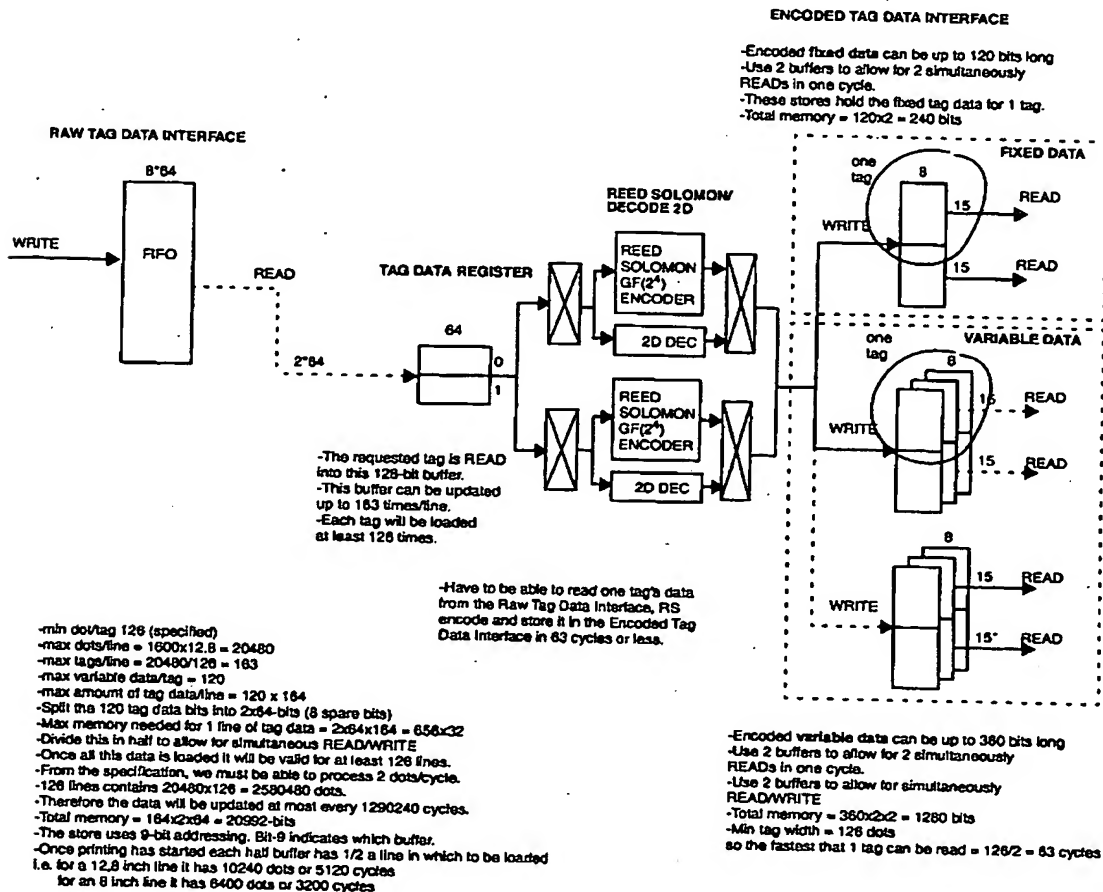 ENCODED TAG DATA INTERFACE
-Encoded fixed data can be up to 120 bits long
-Use 2 buffers to allow for 2 simultaneously
READs in one cycle.
-These stores hold the fixed tag data for 1 tag.
-Total memory = 120x2 = 240 bits
RAW TAG DATA INTERFACE
8*64
WRITE
FIFO
READ
2*64
TAG DATA REGISTER
64
0
1
REED SOLOMON/
DECODE 2D
REED
SOLOMON
GF(2⁴)
ENCODER
2D DEC
REED
SOLOMON
GF(2⁴)
ENCODER
2D DEC
FIXED DATA
one
tag
8
WRITE
15
READ
15
READ
VARIABLE DATA
one
tag
8
WRITE
15
READ
15
READ
8
WRITE
15
READ
15*
READ
-The requested tag is READ
into this 128-bit buffer.
-This buffer can be updated
up to 163 times/line.
-Each tag will be loaded
at least 126 times.
-Have to be able to read one tag's data
from the Raw Tag Data Interface, RS
encode and store it in the Encoded Tag
Data Interface in 63 cycles or less.
-min dot/tag 126 (specified)
-max dots/line = 1600x12.8 = 20480
-max tags/line = 20480/126 = 163
-max variable data/tag = 120
-max amount of tag data/line = 120 x 164
-Split the 120 tag data bits into 2x64-bits (8 spare bits)
-Max memory needed for 1 line of tag data = 2x64x164 = 656x32
-Divide this in half to allow for simultaneous READ/WRITE
-Once all this data is loaded it will be valid for at least 126 lines.
-From the specification, we must be able to process 2 dots/cycle.
-126 lines contains 20480x126 = 2580480 dots.
-Therefore the data will be updated at most every 1290240 cycles.
-Total memory = 164x2x64 = 20992-bits
-The store uses 9-bit addressing. Bit-9 indicates which buffer.
-Once printing has started each half buffer has 1/2 a line in which to be loaded
i.e. for a 12.8 inch line it has 10240 dots or 5120 cycles
for an 8 inch line it has 6400 dots or 3200 cycles
-Encoded variable data can be up to 360 bits long
-Use 2 buffers to allow for 2 simultaneously
READs in one cycle.
-Use 2 buffers to allow for simultaneously
READ/WRITE
-Total memory = 360x2x2 = 1280 bits
-Min tag width = 126 dots
so the fastest that 1 tag can be read = 126/2 = 63 cycles